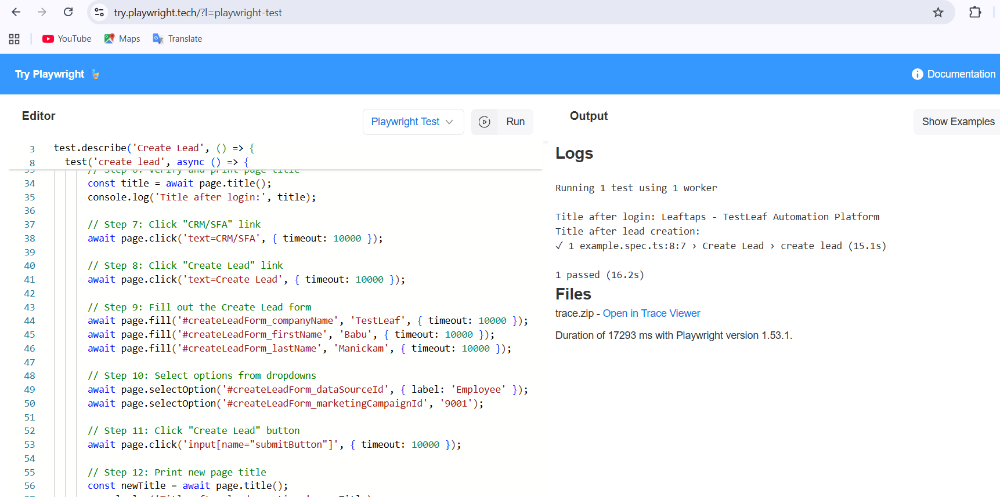 try.playwright.tech/?l=playwright-test
YouTube
Maps
Translate
Try Playwright
Documentation
Editor
Playwright Test
Run
Output
Show Examples
3 test.describe('Create Lead', () => {
8 test('create lead', async () => {
33 // Step 6: Verify and print page title
34 const title = await page.title();
35 console.log('Title after login:', title);
36
37 // Step 7: Click "CRM/SFA" link
38 await page.click('text=CRM/SFA', { timeout: 10000 });
39
40 // Step 8: Click "Create Lead" link
41 await page.click('text=Create Lead', { timeout: 10000 });
42
43 // Step 9: Fill out the Create Lead form
44 await page.fill('#createLeadForm_companyName', 'TestLeaf', { timeout: 10000 });
45 await page.fill('#createLeadForm_firstName', 'Babu', { timeout: 10000 });
46 await page.fill('#createLeadForm_lastName', 'Manickam', { timeout: 10000 });
47
48 // Step 10: Select options from dropdowns
49 await page.selectOption('#createLeadForm_dataSourceId', { label: 'Employee' });
50 await page.selectOption('#createLeadForm_marketingCampaignId', '9001');
51
52 // Step 11: Click "Create Lead" button
53 await page.click('input[name="submitButton"]', { timeout: 10000 });
54
55 // Step 12: Print new page title
56 const newTitle = await page.title();
Logs
Running 1 test using 1 worker
Title after login: Leaftaps - TestLeaf Automation Platform
Title after lead creation:
✓ 1 example.spec.ts:8:7 › Create Lead › create lead (15.1s)
1 passed (16.2s)
Files
trace.zip - Open in Trace Viewer
Duration of 17293 ms with Playwright version 1.53.1.